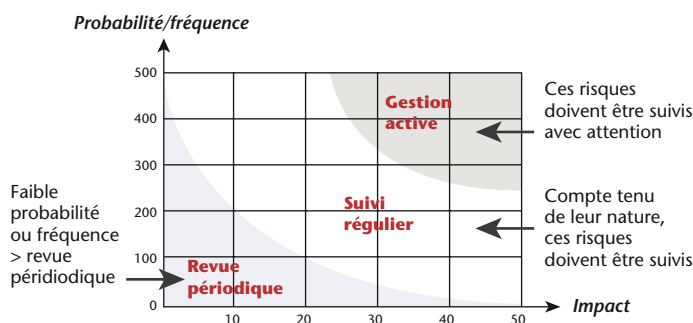 Probabilité/fréquence
500
400
300
200
100
0
10
20
30
40
50
Impact
Gestion
active
Suivi
régulier
Revue
périodique
Ces risques
doivent être suivis
avec attention
Compte tenu
de leur nature,
ces risques
doivent être suivis
Faible
probabilité
ou fréquence
> revue
péridiodique